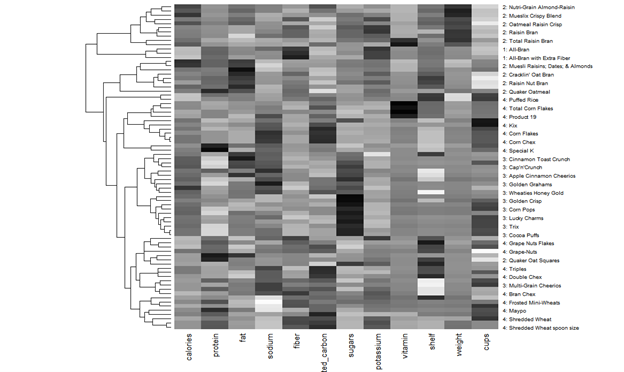 2: Nutri-Grain Almond-Raisin
2: Mueslix Crispy Blend
2: Oatmeal Raisin Crisp
2: Raisin Bran
2: Total Raisin Bran
1: All-Bran
1: All-Bran with Extra Fiber
2: Muesli Raisins, Dates, & Almonds
2: Cracklin' Oat Bran
2: Raisin Nut Bran
2: Quaker Oatmeal
4: Puffed Rice
4: Total Corn Flakes
4: Product 19
4: Kix
4: Corn Flakes
4: Corn Chex
4: Special K
3: Cinnamon Toast Crunch
3: Cap'n'Crunch
3: Apple Cinnamon Cheerios
3: Golden Grahams
3: Wheaties Honey Gold
3: Golden Crisp
3: Corn Pops
3: Lucky Charms
3: Trix
3: Cocoa Puffs
4: Grape Nuts Flakes
4: Grape-Nuts
2: Quaker Oat Squares
4: Triples
4: Double Chex
3: Multi-Grain Cheerios
4: Bran Chex
4: Frosted Mini-Wheats
4: Maypo
4: Shredded Wheat
4: Shredded Wheat spoon size
calories
protein
fat
sodium
fiber
ted_carbon
sugars
potassium
vitamin
shelf
weight
cups